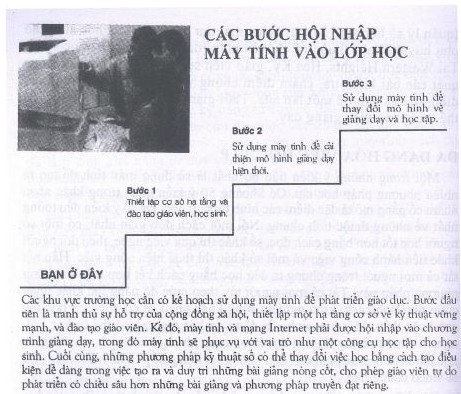 CÁC BƯỚC HỘI NHẬP
MÁY TÍNH VÀO LỚP HỌC
Bước 3
Sử dụng máy tính để
thay đổi mô hình về
giảng dạy và học tập.
Bước 2
Sử dụng máy tính để cải
thiện mô hình giảng dạy
hiện thời.
Bước 1
Thiết lập cơ sở hạ tầng và
đào tạo giáo viên, học sinh.
BẠN Ở ĐÂY
Các khu vực trường học cần có kế hoạch sử dụng máy tính để phát triển giáo dục. Bước đầu
tiên là tranh thủ sự hỗ trợ của cộng đồng xã hội, thiết lập một hạ tầng cơ sở về kỹ thuật vững
mạnh, và đào tạo giáo viên. Kế đó, máy tính và mạng Internet phải được hội nhập vào chương
trình giảng dạy, trong đó máy tính sẽ phục vụ với vai trò như một công cụ học tập cho học
sinh. Cuối cùng, những phương pháp kỹ thuật số có thể thay đổi việc học bằng cách tạo điều
kiện dễ dàng trong việc tạo ra và duy trì những bài giảng nòng cốt, cho phép giáo viên tự do
phát triển có chiều sâu hơn những bài giảng và phương pháp truyền đạt riêng.